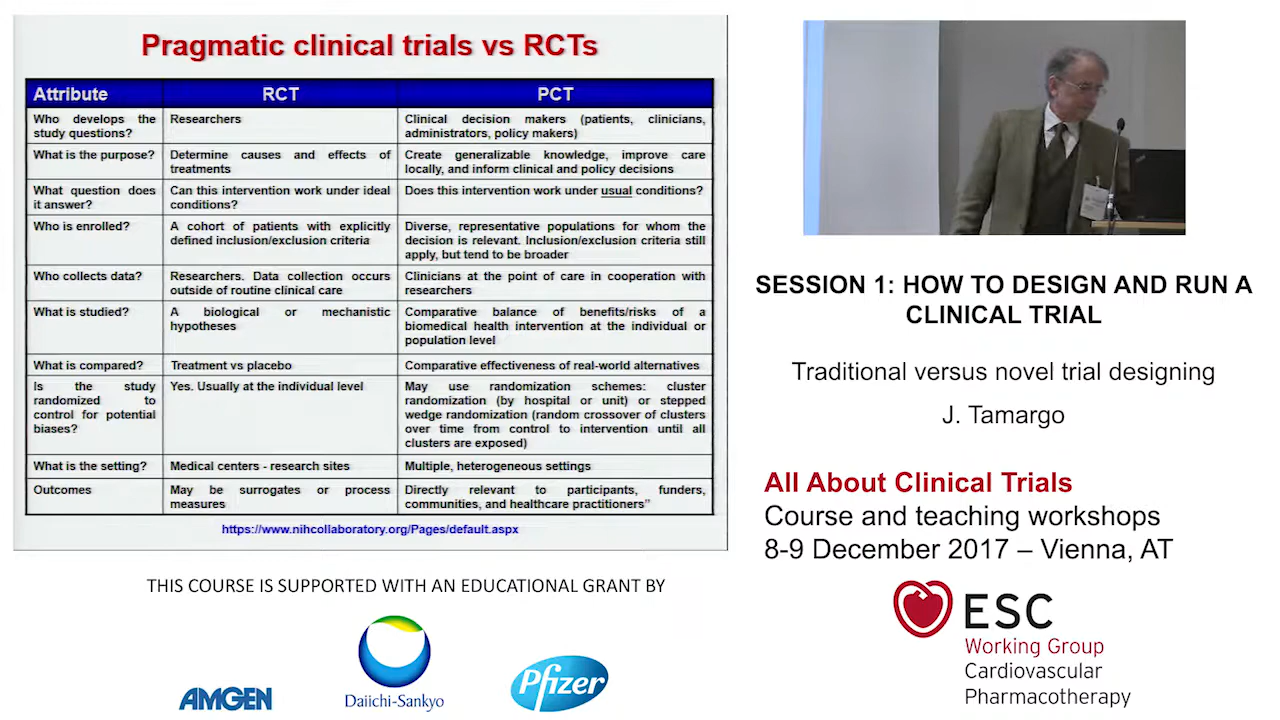 Pragmatic clinical trials vs RCTs
Attribute RCT PCT
Who develops the Researchers Clinical decision makers (patients, clinicians,
study questions? administrators, policy makers)
What is the purpose? Determine causes and effects of Create generalizable knowledge, improve care
treatments locally, and inform clinical and policy decisions
What question does Can this intervention work under ideal Does this intervention work under usual conditions?
it answer? conditions?
Who is enrolled? A cohort of patients with explicitly Diverse, representative populations for whom the
defined inclusion/exclusion criteria decision is relevant. Inclusion/exclusion criteria still
apply, but tend to be broader
Who collects data? Researchers. Data collection occurs Clinicians at the point of care in cooperation with
outside of routine clinical care researchers
What is studied? A biological or mechanistic Comparative balance of benefits/risks of a
hypotheses biomedical health intervention at the individual or
population level
What is compared? Treatment vs placebo Comparative effectiveness of real-world alternatives
Is the study Yes. Usually at the individual level May use randomization schemes: cluster
randomized to randomization (by hospital or unit) or stepped
control for potential wedge randomization (random crossover of clusters
biases? over time from control to intervention until all
clusters are exposed)
What is the setting? Medical centers - research sites Multiple, heterogeneous settings
Outcomes May be surrogates or process Directly relevant to participants, funders,
measures communities, and healthcare practitioners”
https://www.nihcollaboratory.org/Pages/default.aspx
SESSION 1: HOW TO DESIGN AND RUN A
CLINICAL TRIAL
Traditional versus novel trial designing
J. Tamargo
All About Clinical Trials
Course and teaching workshops
8-9 December 2017 – Vienna, AT
THIS COURSE IS SUPPORTED WITH AN EDUCATIONAL GRANT BY
AMGEN
Daiichi-Sankyo
Pfizer
ESC
Working Group
Cardiovascular
Pharmacotherapy